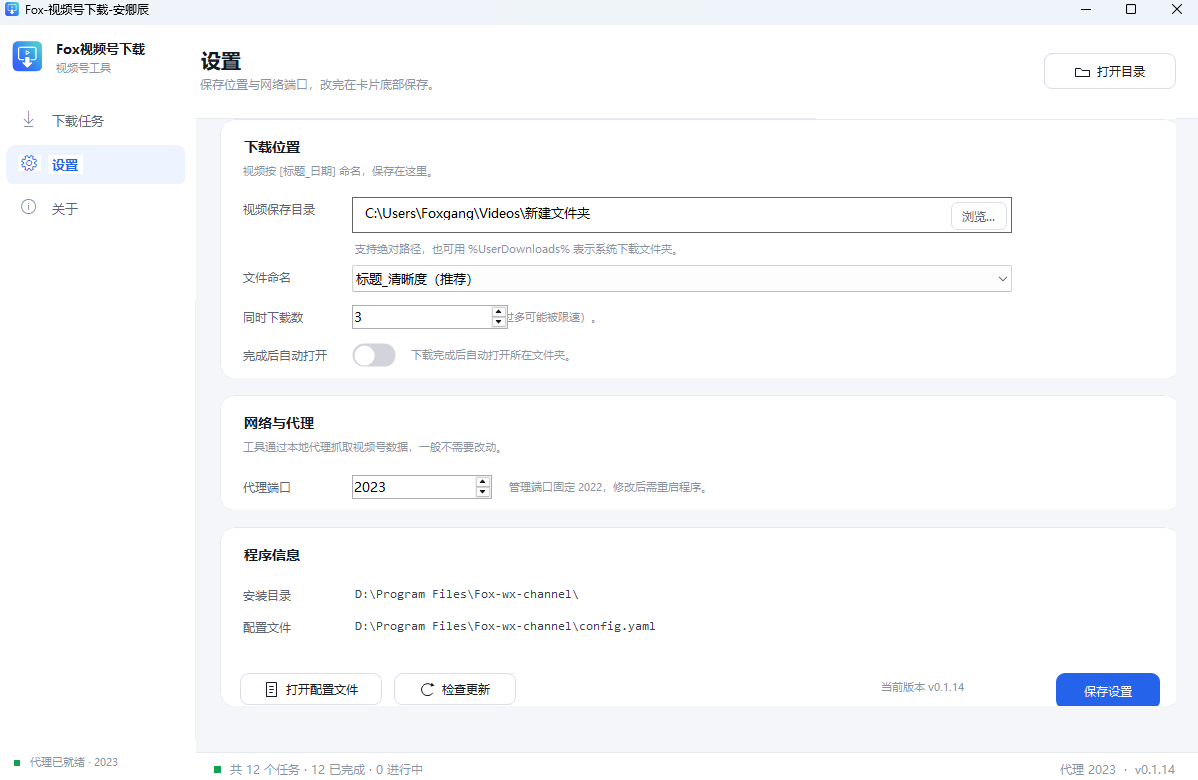 Fox-视频号下载-安卿辰
Fox视频号下载
视频号工具
下载任务
设置
关于
代理已就绪 · 2023
设置
保存位置与网络端口，改完在卡片底部保存。
打开目录
下载位置
视频按 [标题_日期] 命名，保存在这里。
视频保存目录
C:\Users\Foxgang\Videos\新建文件夹
浏览...
支持绝对路径，也可用 %UserDownloads% 表示系统下载文件夹。
文件命名
标题_清晰度（推荐）
同时下载数
3
过多可能被限速）。
完成后自动打开
下载完成后自动打开所在文件夹。
网络与代理
工具通过本地代理抓取视频号数据，一般不需要改动。
代理端口
2023
管理端口固定 2022，修改后需重启程序。
程序信息
安装目录
D:\Program Files\Fox-wx-channel\
配置文件
D:\Program Files\Fox-wx-channel\config.yaml
打开配置文件
检查更新
当前版本 v0.1.14
保存设置
共 12 个任务 · 12 已完成 · 0 进行中
代理 2023 · v0.1.14